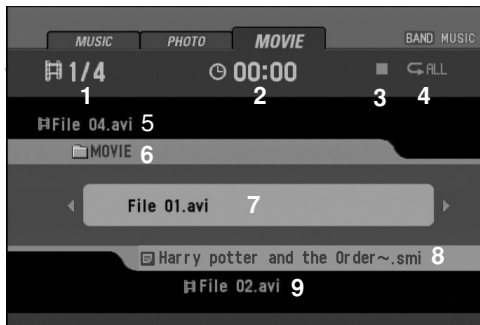 MUSIC PHOTO MOVIE BAND MUSIC
1/4 00:00 ALL
1 2 3 4
File 04.avi 5
MOVIE 6
File 01.avi 7
Harry potter and the Order~.smi 8
File 02.avi 9